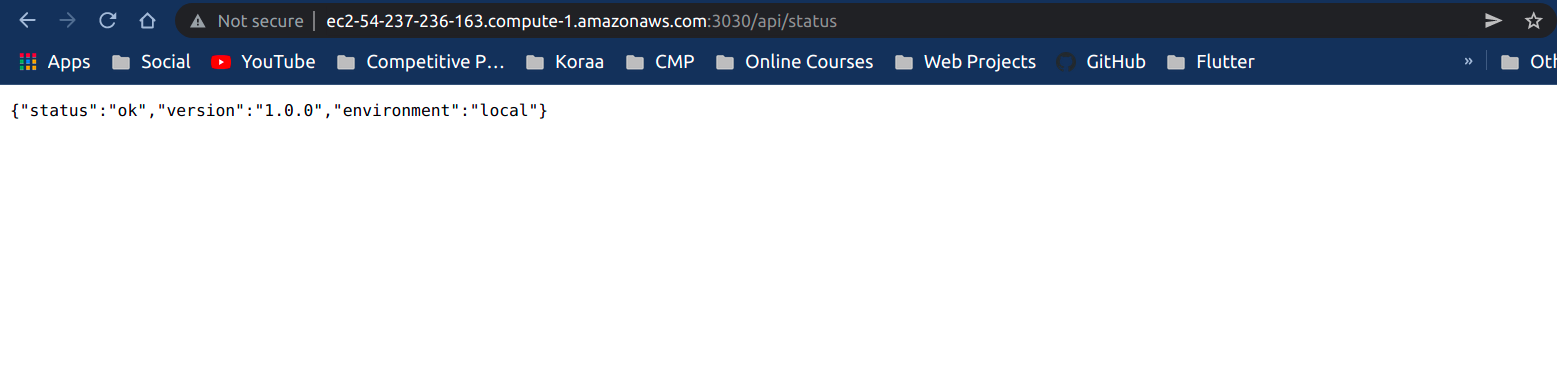 Not secure | ec2-54-237-236-163.compute-1.amazonaws.com:3030/api/status
Apps Social YouTube Competitive P… Koraa CMP Online Courses Web Projects GitHub Flutter » Oth
{"status":"ok","version":"1.0.0","environment":"local"}